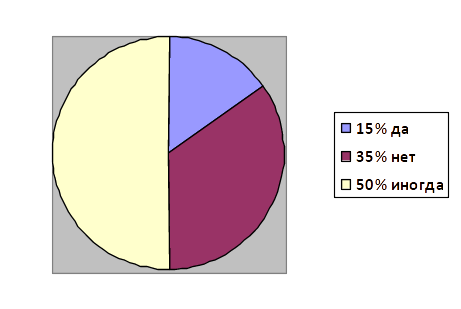 15% да
35% нет
50% иногда